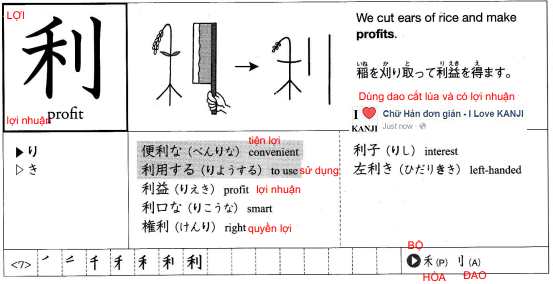 LỢI
利
lợi nhuận
profit
We cut ears of rice and make
profits.
いね か と り えき え
稲を刈り取って利益を得ます。
Dùng dao cắt lúa và có lợi nhuận
I ❤ KANJI
Chữ Hán đơn giản - I Love KANJI
Just now
▶り
▷き
tiện lợi
便利な（べんりな）convenient
利用する（りようする）to use sử dụng
利益（りえき）profit lợi nhuận
利口な（りこうな）smart
権利（けんり）right quyền lợi
利子（りし）interest
左利き（ひだりきき）left-handed
<7> ノ 二 千 禾 禾 利 利
BỘ
禾 (P) 刂 (A)
HÒA ĐAO